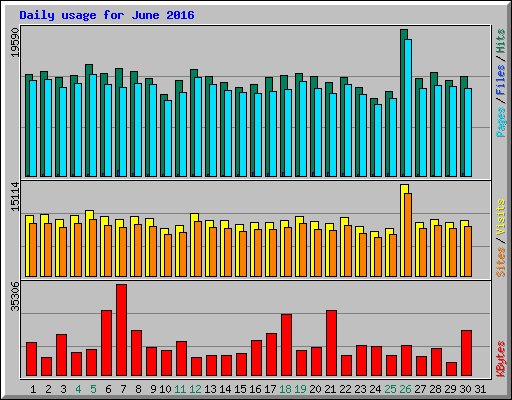 Daily usage for June 2016
19590
Pages / Files / Hits
15114
Sites / Visits
35306
KBytes
1 2 3 4 5 6 7 8 9 10 11 12 13 14 15 16 17 18 19 20 21 22 23 24 25 26 27 28 29 30 31